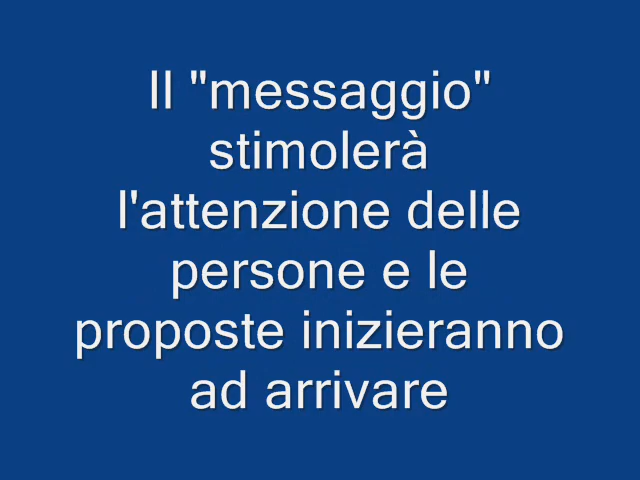 Il "messaggio"
stimolerà
l'attenzione delle
persone e le
proposte inizieranno
ad arrivare